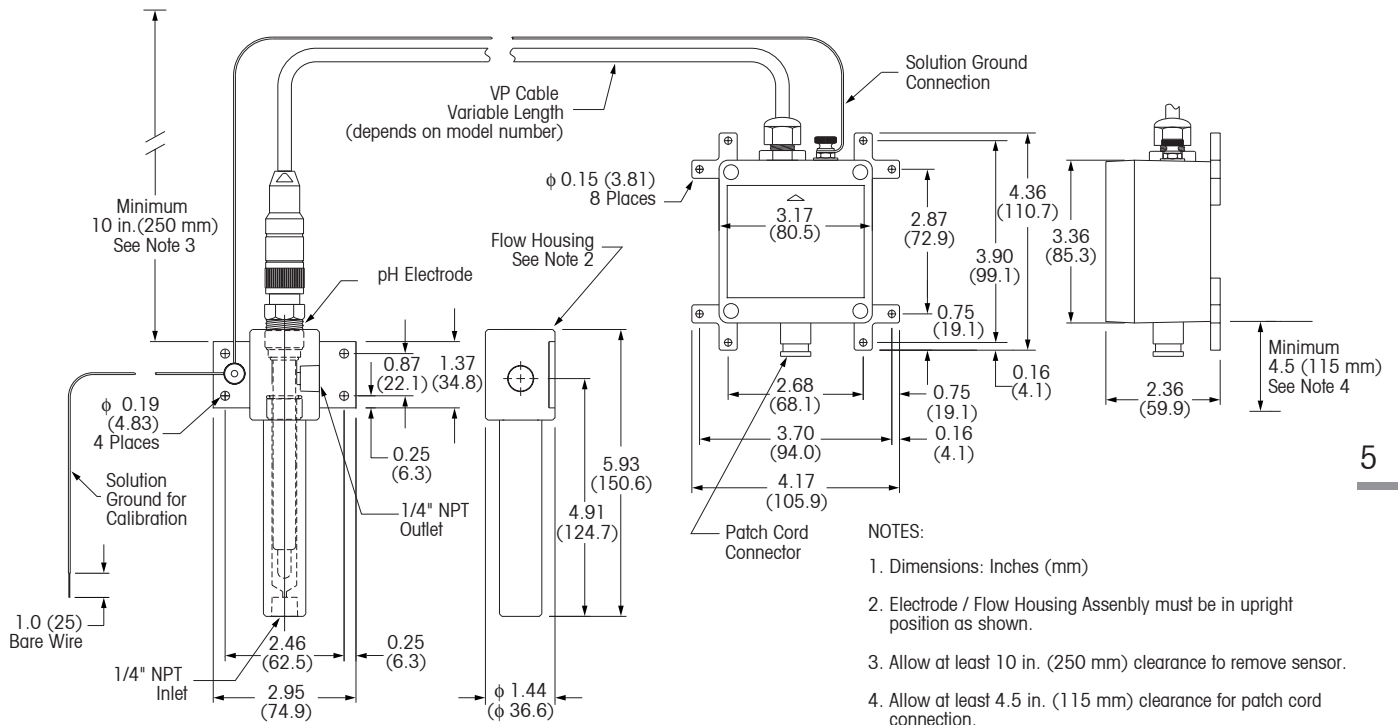 VP Cable
Variable Length
(depends on model number)
Solution Ground
Connection
Minimum
10 in.(250 mm)
See Note 3
pH Electrode
Flow Housing
See Note 2
ϕ 0.15 (3.81)
8 Places
3.17
(80.5)
2.87
(72.9)
4.36
(110.7)
3.90
(99.1)
0.75
(19.1)
3.36
(85.3)
Minimum
4.5 (115 mm)
See Note 4
2.36
(59.9)
0.16
(4.1)
0.75
(19.1)
0.16
(4.1)
2.68
(68.1)
3.70
(94.0)
4.17
(105.9)
Patch Cord
Connector
0.87
(22.1)
1.37
(34.8)
0.25
(6.3)
ϕ 0.19
(4.83)
4 Places
Solution
Ground for
Calibration
1/4" NPT
Outlet
5.93
(150.6)
4.91
(124.7)
1.0 (25)
Bare Wire
1/4" NPT
Inlet
2.46
(62.5)
0.25
(6.3)
2.95
(74.9)
ϕ 1.44
(ϕ 36.6)
5
NOTES:
1. Dimensions: Inches (mm)
2. Electrode / Flow Housing Assenbly must be in upright
position as shown.
3. Allow at least 10 in. (250 mm) clearance to remove sensor.
4. Allow at least 4.5 in. (115 mm) clearance for patch cord
connection.